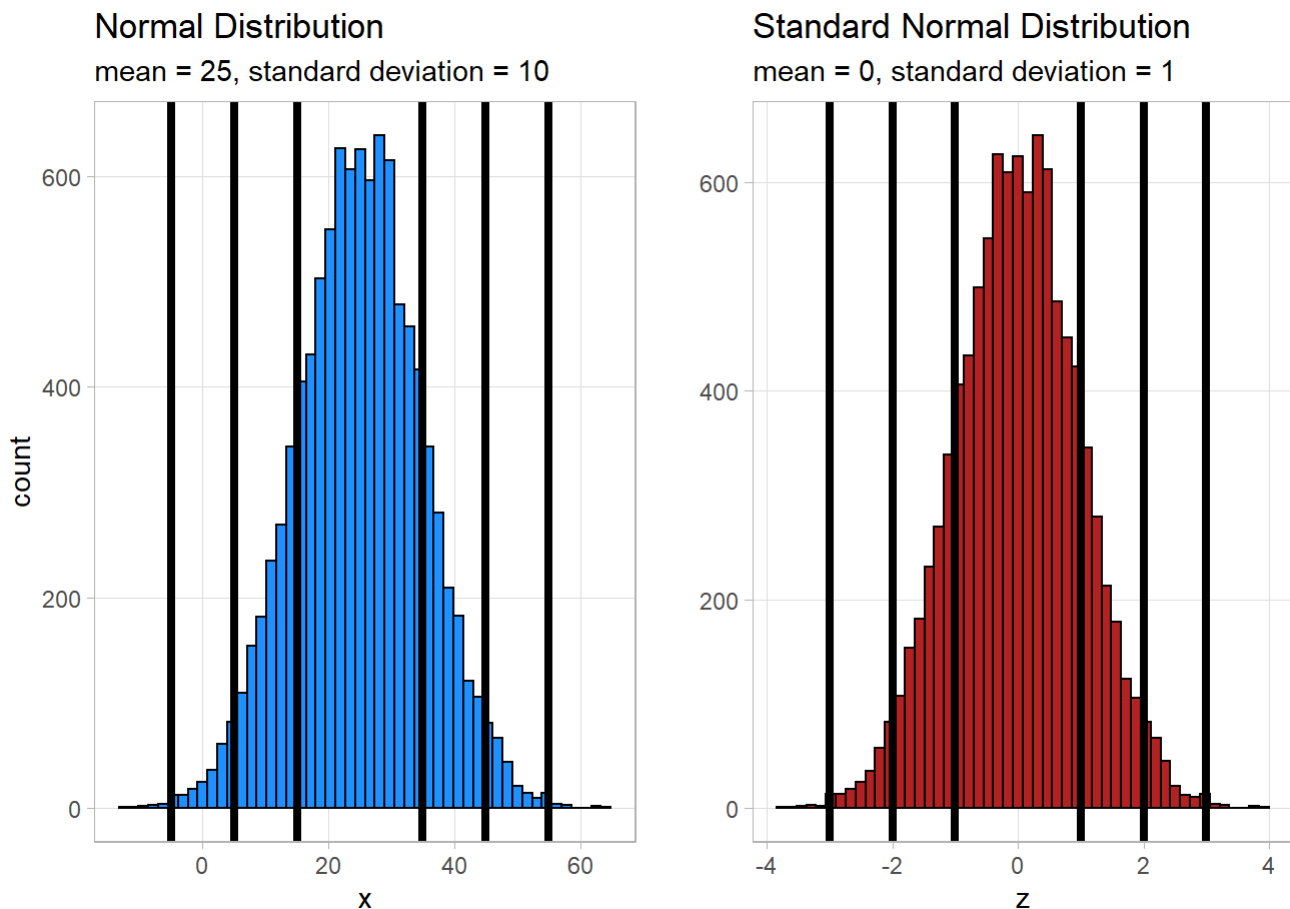 Normal Distribution
mean = 25, standard deviation = 10
count
600
400
200
0
0 20 40 60
x
Standard Normal Distribution
mean = 0, standard deviation = 1
600
400
200
0
-4 -2 0 2 4
z